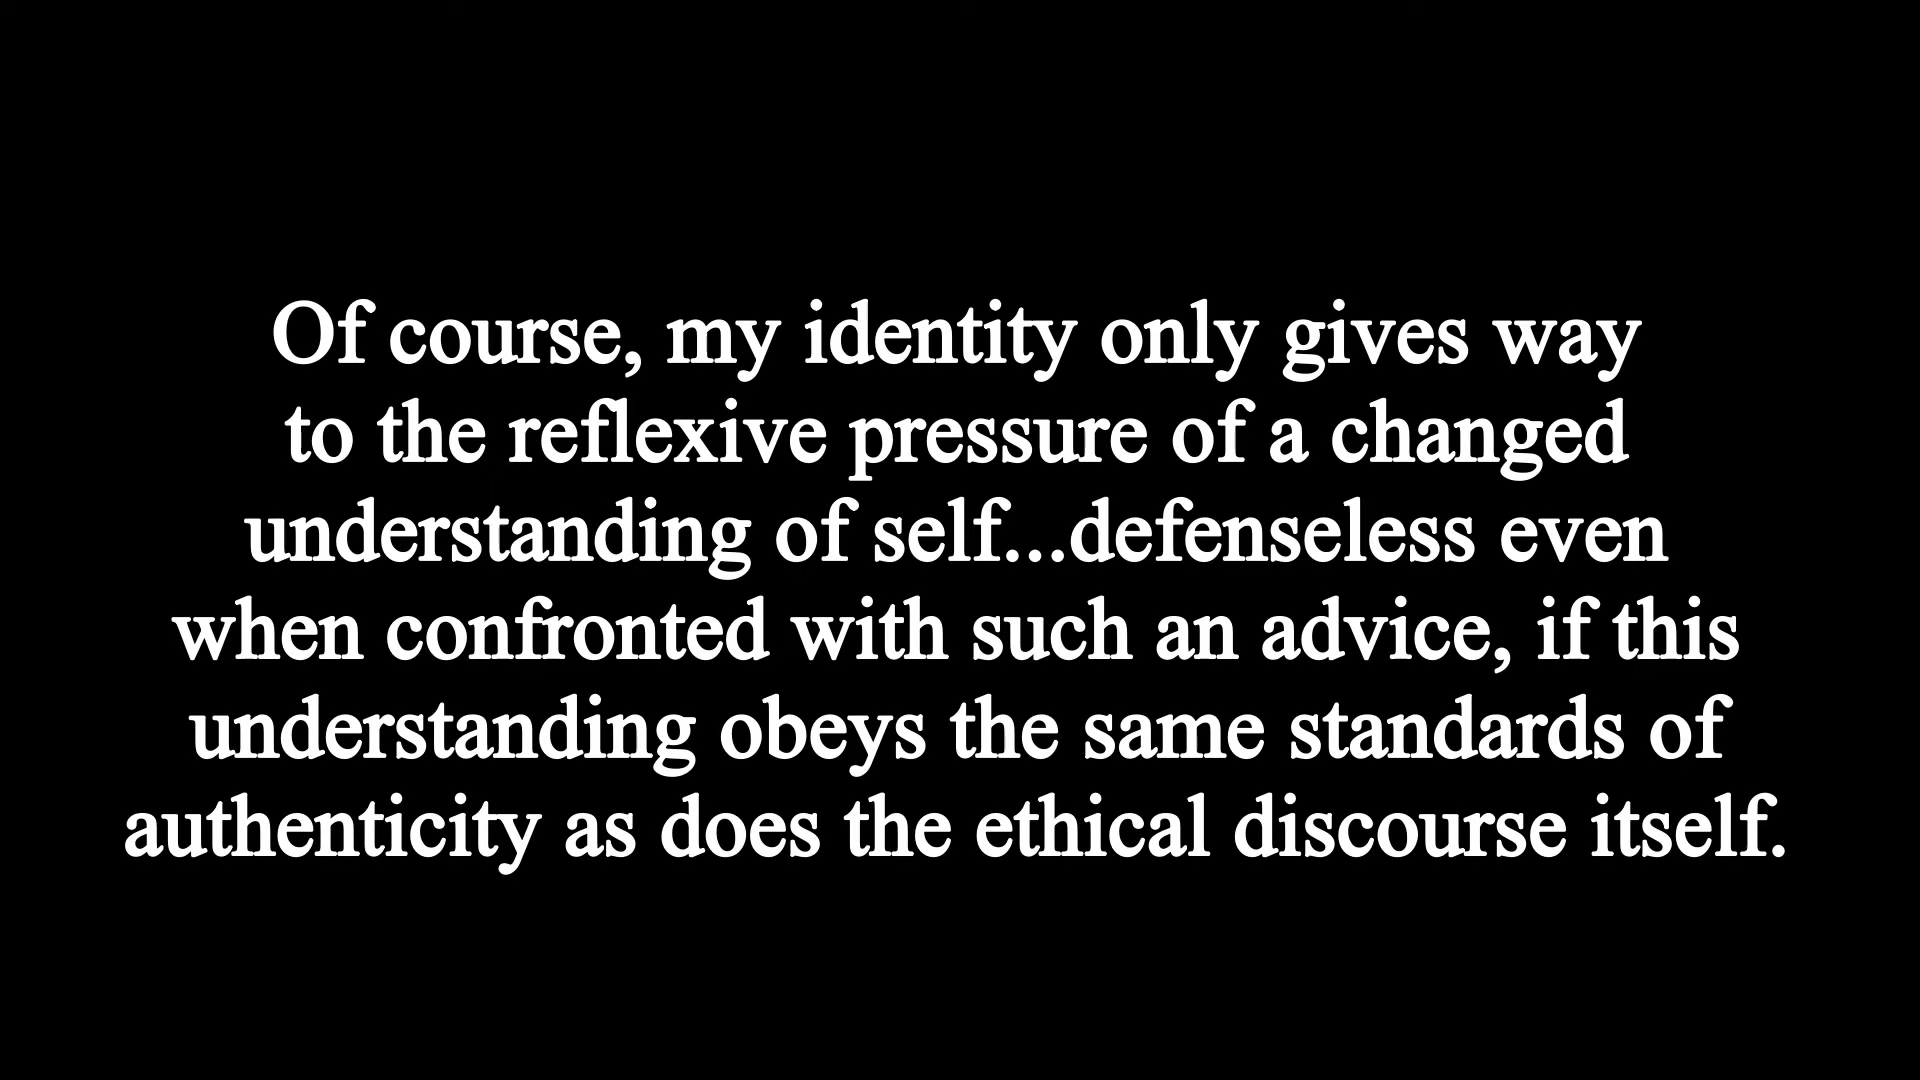 Of course, my identity only gives way
to the reflexive pressure of a changed
understanding of self...defenseless even
when confronted with such an advice, if this
understanding obeys the same standards of
authenticity as does the ethical discourse itself.